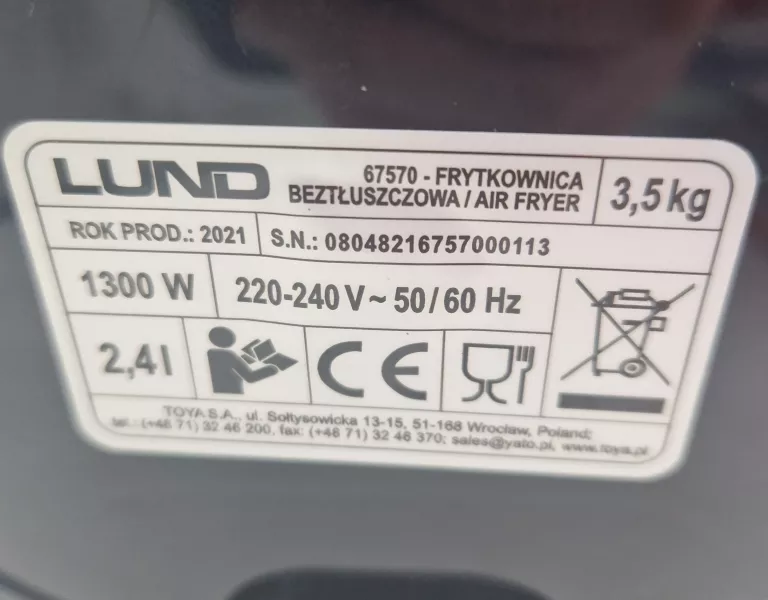 LUND
67570 - FRYTKOWNICA
BEZTŁUSZCZOWA / AIR FRYER
3,5 kg
ROK PROD.: 2021
S.N.: 08048216757000113
1300 W
220-240 V ~ 50 / 60 Hz
2,4 l
CE
TOYA S.A., ul. Sołtysowicka 13-15, 51-168 Wrocław, Poland;
tel.: (+48 71) 32 46 200, fax: (+48 71) 32 46 370; sales@yato.pl, www.toya.pl